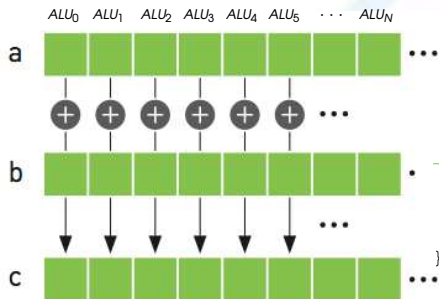 ALU0 ALU1 ALU2 ALU3 ALU4 ALU5 ... ALUN
a ...
+ + + + + + ...
b .
...
c ...
}